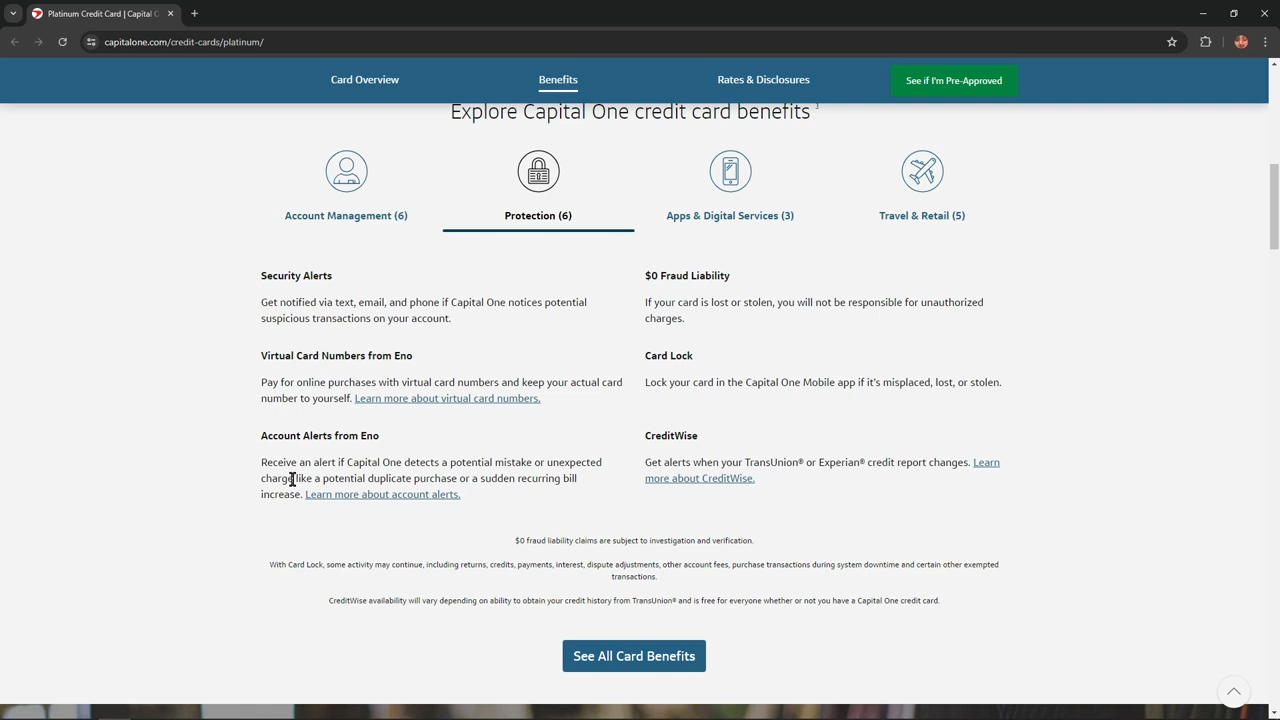 Platinum Credit Card | Capital O
capitalone.com/credit-cards/platinum/
Card Overview
Benefits
Rates & Disclosures
See if I'm Pre-Approved
Explore Capital One credit card benefits 3
Account Management (6)
Protection (6)
Apps & Digital Services (3)
Travel & Retail (5)
Security Alerts
Get notified via text, email, and phone if Capital One notices potential
suspicious transactions on your account.
$0 Fraud Liability
If your card is lost or stolen, you will not be responsible for unauthorized
charges.
Virtual Card Numbers from Eno
Pay for online purchases with virtual card numbers and keep your actual card
number to yourself. Learn more about virtual card numbers.
Card Lock
Lock your card in the Capital One Mobile app if it's misplaced, lost, or stolen.
Account Alerts from Eno
Receive an alert if Capital One detects a potential mistake or unexpected
charge like a potential duplicate purchase or a sudden recurring bill
increase. Learn more about account alerts.
CreditWise
Get alerts when your TransUnion® or Experian® credit report changes. Learn
more about CreditWise.
$0 fraud liability claims are subject to investigation and verification.
With Card Lock, some activity may continue, including returns, credits, payments, interest, dispute adjustments, other account fees, purchase transactions during system downtime and certain other exempted
transactions.
CreditWise availability will vary depending on ability to obtain your credit history from TransUnion® and is free for everyone whether or not you have a Capital One credit card.
See All Card Benefits